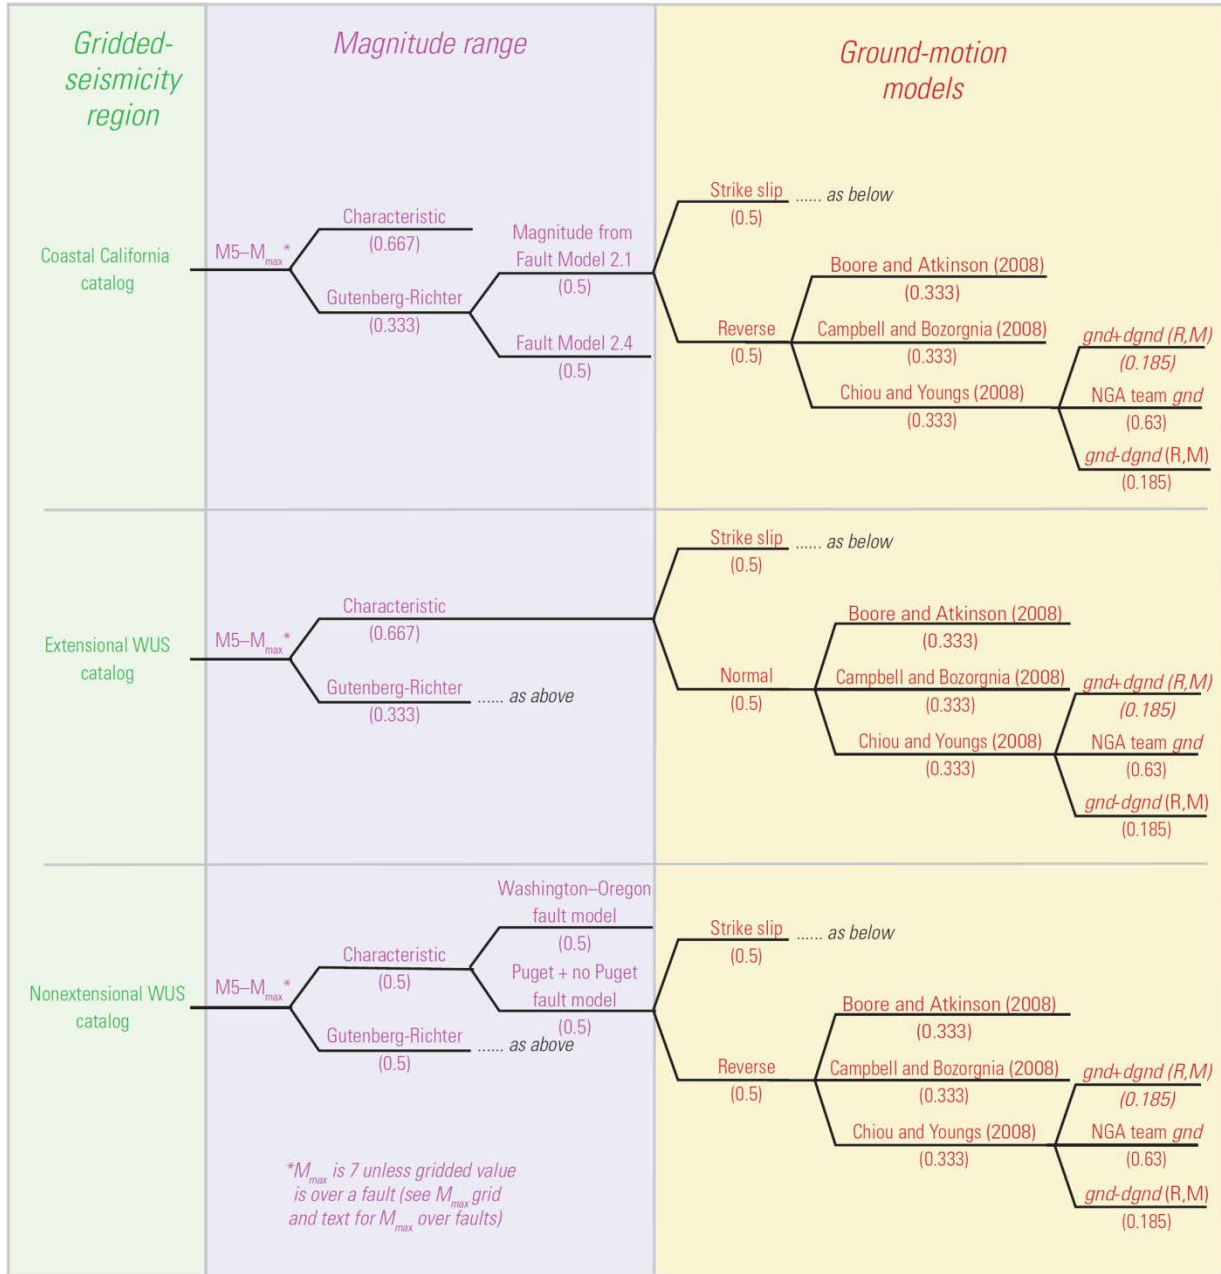 Gridded-
seismicity
region
Magnitude range
Ground-motion
models
Coastal California
catalog
M5–Mmax*
Characteristic
(0.667)
Gutenberg-Richter
(0.333)
Magnitude from
Fault Model 2.1
(0.5)
Fault Model 2.4
(0.5)
Strike slip ...... as below
(0.5)
Reverse
(0.5)
Boore and Atkinson (2008)
(0.333)
Campbell and Bozorgnia (2008)
(0.333)
Chiou and Youngs (2008)
(0.333)
gnd+dgnd (R,M)
(0.185)
NGA team gnd
(0.63)
gnd-dgnd (R,M)
(0.185)
Extensional WUS
catalog
M5–Mmax*
Characteristic
(0.667)
Gutenberg-Richter ...... as above
(0.333)
Strike slip ...... as below
(0.5)
Normal
(0.5)
Boore and Atkinson (2008)
(0.333)
Campbell and Bozorgnia (2008)
(0.333)
Chiou and Youngs (2008)
(0.333)
gnd+dgnd (R,M)
(0.185)
NGA team gnd
(0.63)
gnd-dgnd (R,M)
(0.185)
Nonextensional WUS
catalog
M5–Mmax*
Characteristic
(0.5)
Gutenberg-Richter ...... as above
(0.5)
Washington–Oregon
fault model
(0.5)
Puget + no Puget
fault model
(0.5)
Strike slip ...... as below
(0.5)
Reverse
(0.5)
Boore and Atkinson (2008)
(0.333)
Campbell and Bozorgnia (2008)
(0.333)
Chiou and Youngs (2008)
(0.333)
gnd+dgnd (R,M)
(0.185)
NGA team gnd
(0.63)
gnd-dgnd (R,M)
(0.185)
*Mmax is 7 unless gridded value
is over a fault (see Mmax grid
and text for Mmax over faults)